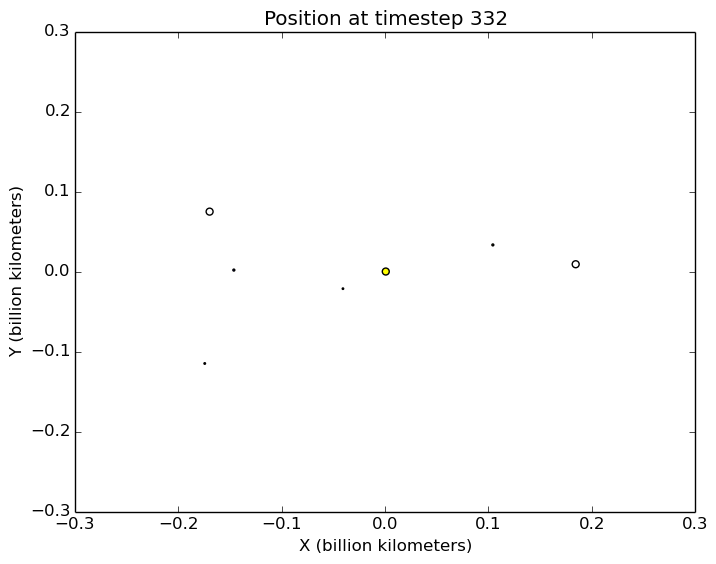 Position at timestep 332
0.3
0.2
0.1
0.0
−0.1
−0.2
−0.3
Y (billion kilometers)
−0.3 −0.2 −0.1 0.0 0.1 0.2 0.3
X (billion kilometers)